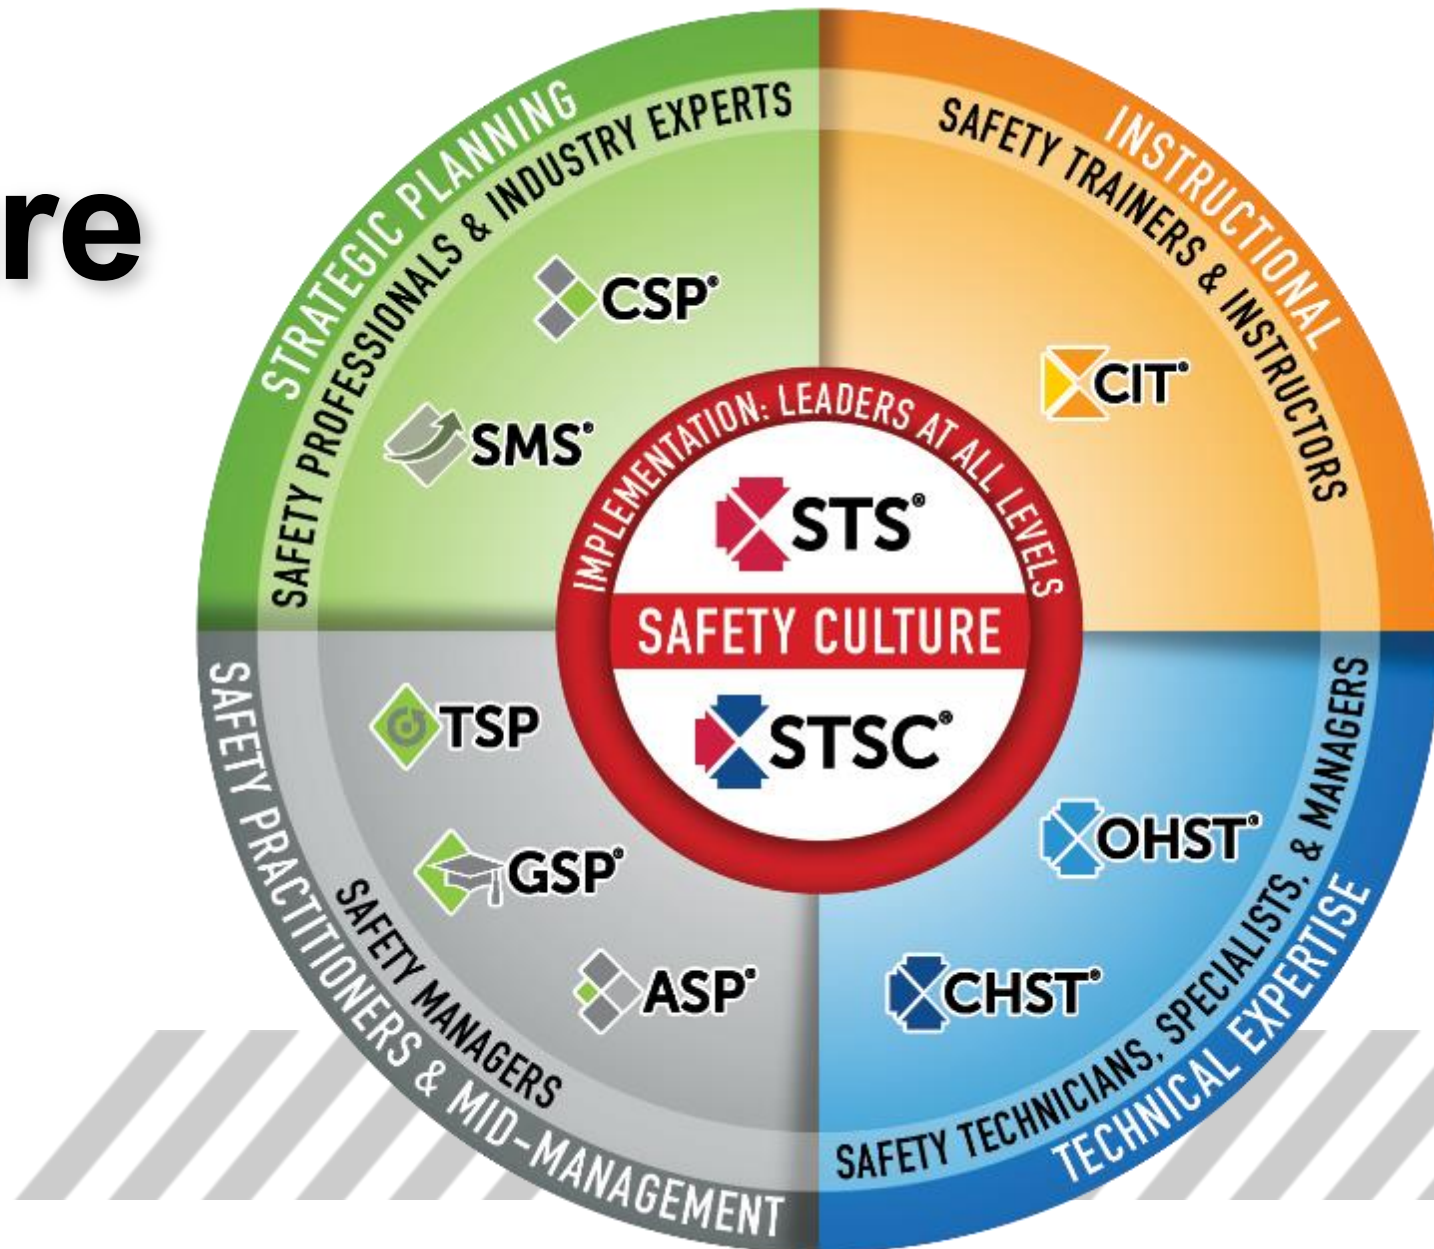 re
STRATEGIC PLANNING
SAFETY PROFESSIONALS & INDUSTRY EXPERTS
CSP®
SMS®
INSTRUCTIONAL
SAFETY TRAINERS & INSTRUCTORS
CIT®
IMPLEMENTATION: LEADERS AT ALL LEVELS
STS®
SAFETY CULTURE
STSC®
TSP
GSP®
ASP®
SAFETY MANAGERS
SAFETY PRACTITIONERS & MID-MANAGEMENT
OHST®
CHST®
SAFETY TECHNICIANS, SPECIALISTS, & MANAGERS
TECHNICAL EXPERTISE